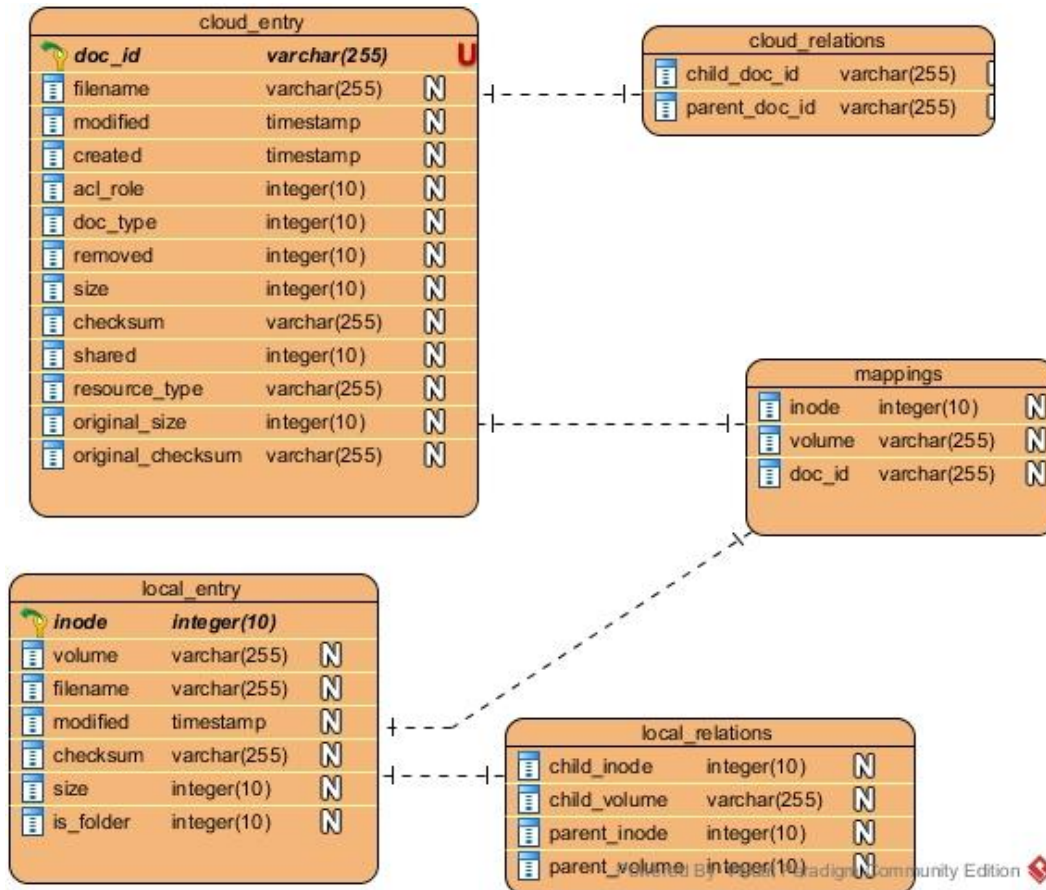 cloud_entry
doc_id varchar(255) U
filename varchar(255) N
modified timestamp N
created timestamp N
acl_role integer(10) N
doc_type integer(10) N
removed integer(10) N
size integer(10) N
checksum varchar(255) N
shared integer(10) N
resource_type varchar(255) N
original_size integer(10) N
original_checksum varchar(255) N
cloud_relations
child_doc_id varchar(255)
parent_doc_id varchar(255)
mappings
inode integer(10) N
volume varchar(255) N
doc_id varchar(255) N
local_entry
inode integer(10)
volume varchar(255) N
filename varchar(255) N
modified timestamp N
checksum varchar(255) N
size integer(10) N
is_folder integer(10) N
local_relations
child_inode integer(10) N
child_volume varchar(255) N
parent_inode integer(10) N
parent_volume integer(10) N
Powered By Visual Paradigm Community Edition